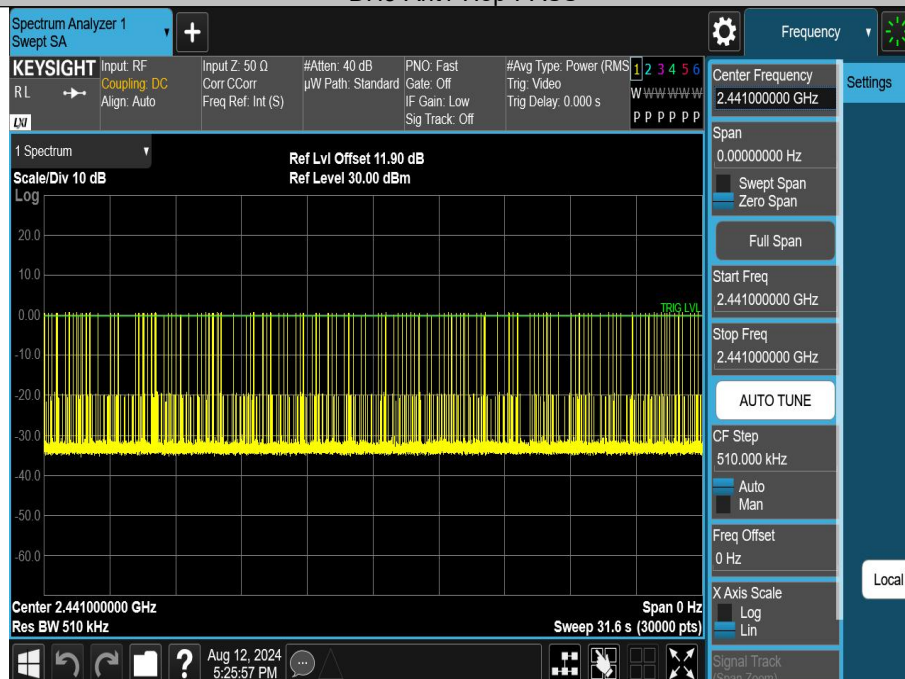 Spectrum Analyzer 1
Swept SA
Frequency
KEYSIGHT
RL
LXI
Input: RF
Coupling: DC
Align: Auto
Input Z: 50 Ω
Corr CCorr
Freq Ref: Int (S)
#Atten: 40 dB
µW Path: Standard
PNO: Fast
Gate: Off
IF Gain: Low
Sig Track: Off
#Avg Type: Power (RMS
Trig: Video
Trig Delay: 0.000 s
1 2 3 4 5 6
W W W W W W
P P P P P P
1 Spectrum
Scale/Div 10 dB
Ref Lvl Offset 11.90 dB
Ref Level 30.00 dBm
Log
20.0
10.0
0.00
TRIG LVL
-10.0
-20.0
-30.0
-40.0
-50.0
-60.0
Center 2.441000000 GHz
Span 0 Hz
Res BW 510 kHz
Sweep 31.6 s (30000 pts)
Aug 12, 2024
5:25:57 PM
Center Frequency
2.441000000 GHz
Settings
Span
0.00000000 Hz
Swept Span
Zero Span
Full Span
Start Freq
2.441000000 GHz
Stop Freq
2.441000000 GHz
AUTO TUNE
CF Step
510.000 kHz
Auto
Man
Freq Offset
0 Hz
Local
X Axis Scale
Log
Lin
Signal Track
(Span Zoom)